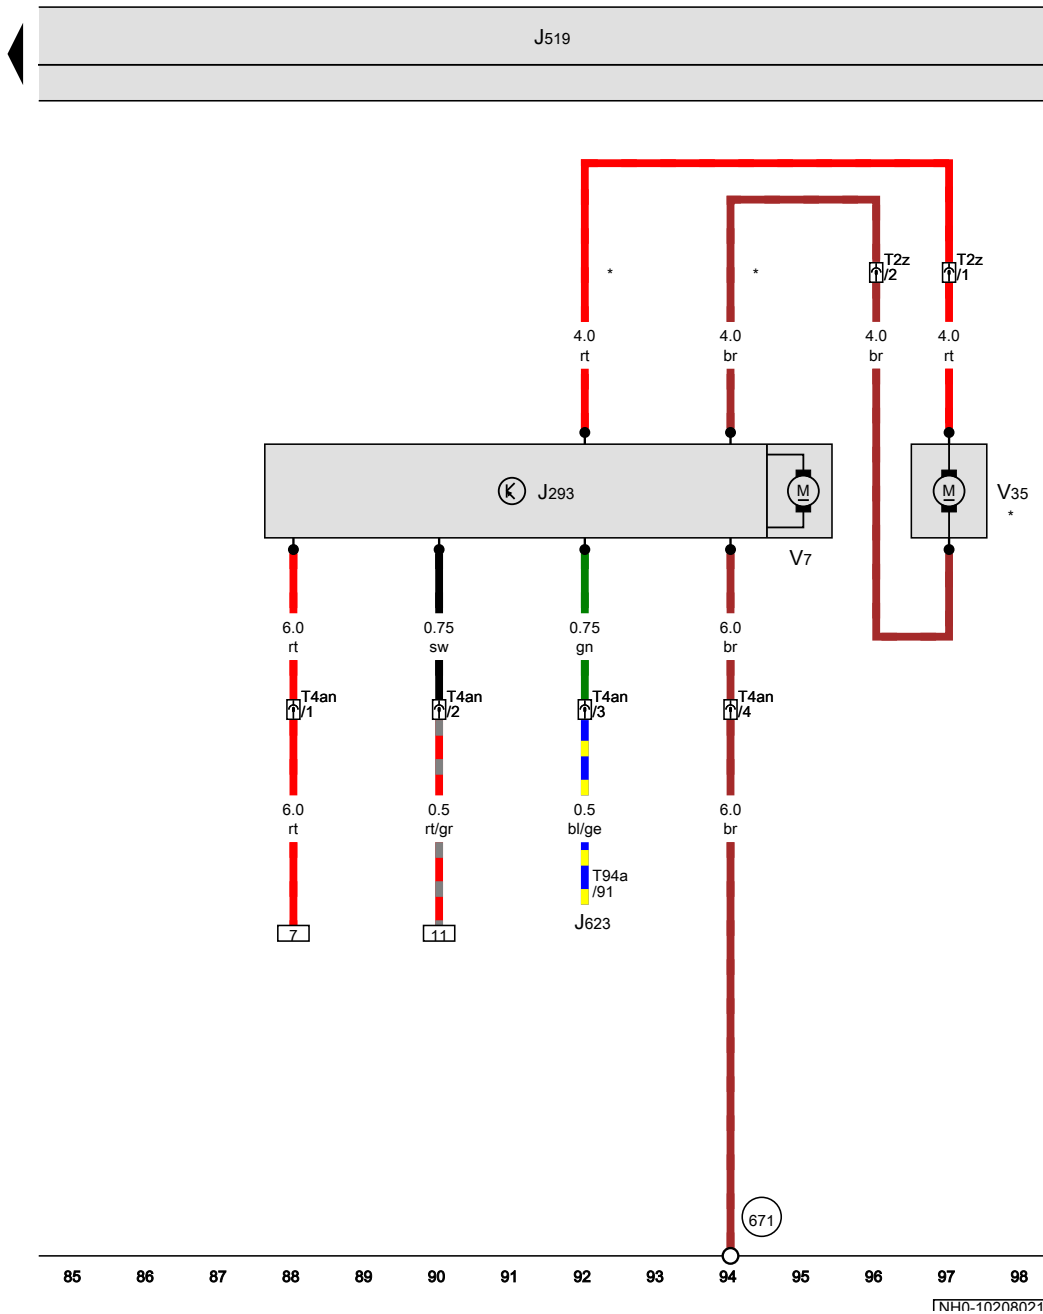 J519
T2z
/2
T2z
/1
*
*
4.0
rt
4.0
br
4.0
br
4.0
rt
J293
M
M
V35
*
V7
6.0
rt
0.75
sw
0.75
gn
6.0
br
T4an
/1
T4an
/2
T4an
/3
T4an
/4
6.0
rt
0.5
rt/gr
0.5
bl/ge
6.0
br
T94a
/91
J623
7
11
671
85 86 87 88 89 90 91 92 93 94 95 96 97 98
NH0-10208021